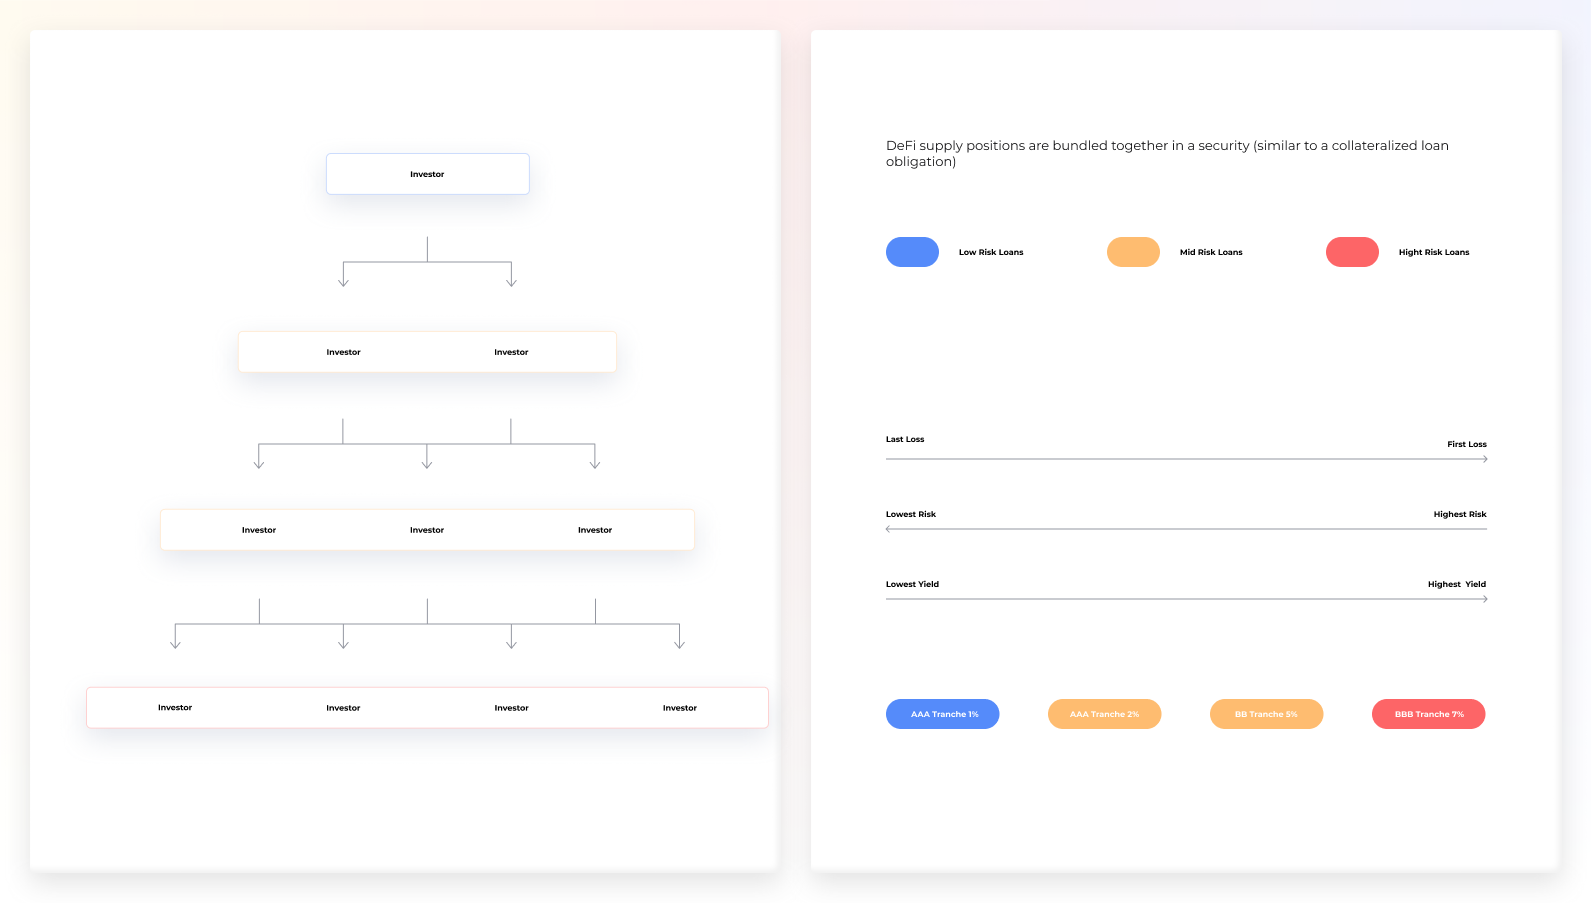 Investor
Investor Investor
Investor Investor Investor
Investor Investor Investor Investor
DeFi supply positions are bundled together in a security (similar to a collateralized loan
obligation)
Low Risk Loans Mid Risk Loans Hight Risk Loans
Last Loss First Loss
Lowest Risk Highest Risk
Lowest Yield Highest Yield
AAA Tranche 1% AAA Tranche 2% BB Tranche 5% BBB Tranche 7%